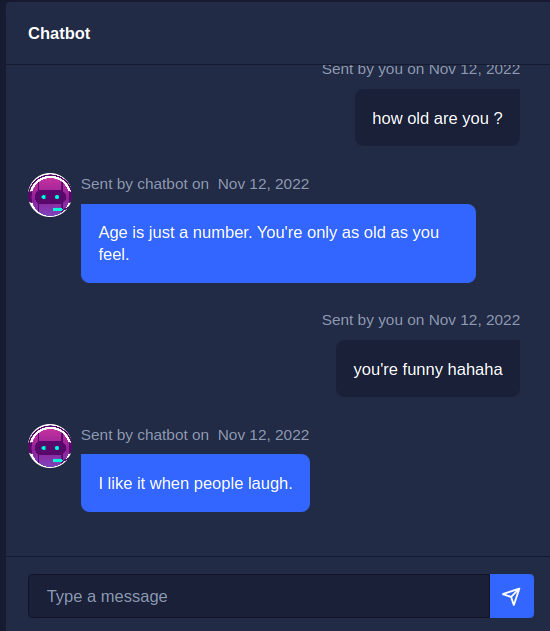 Chatbot
Sent by you on Nov 12, 2022
how old are you ?
Sent by chatbot on  Nov 12, 2022
Age is just a number. You're only as old as you
feel.
Sent by you on Nov 12, 2022
you're funny hahaha
Sent by chatbot on  Nov 12, 2022
I like it when people laugh.
Type a message